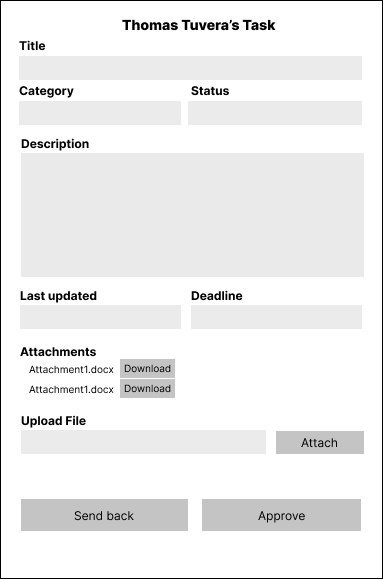 Thomas Tuvera’s Task
Title
Category Status
Description
Last updated Deadline
Attachments
Attachment1.docx Download
Attachment1.docx Download
Upload File
Attach
Send back Approve